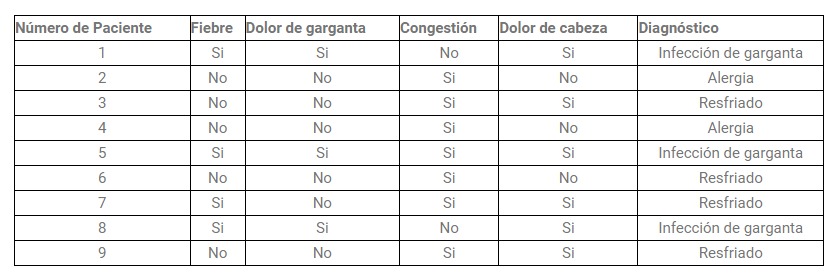 Número de Paciente Fiebre Dolor de garganta Congestión Dolor de cabeza Diagnóstico
1 Si Si No Si Infección de garganta
2 No No Si No Alergia
3 No No Si Si Resfriado
4 No No Si No Alergia
5 Si Si Si Si Infección de garganta
6 No No Si No Resfriado
7 Si No Si Si Resfriado
8 Si Si No Si Infección de garganta
9 No No Si Si Resfriado